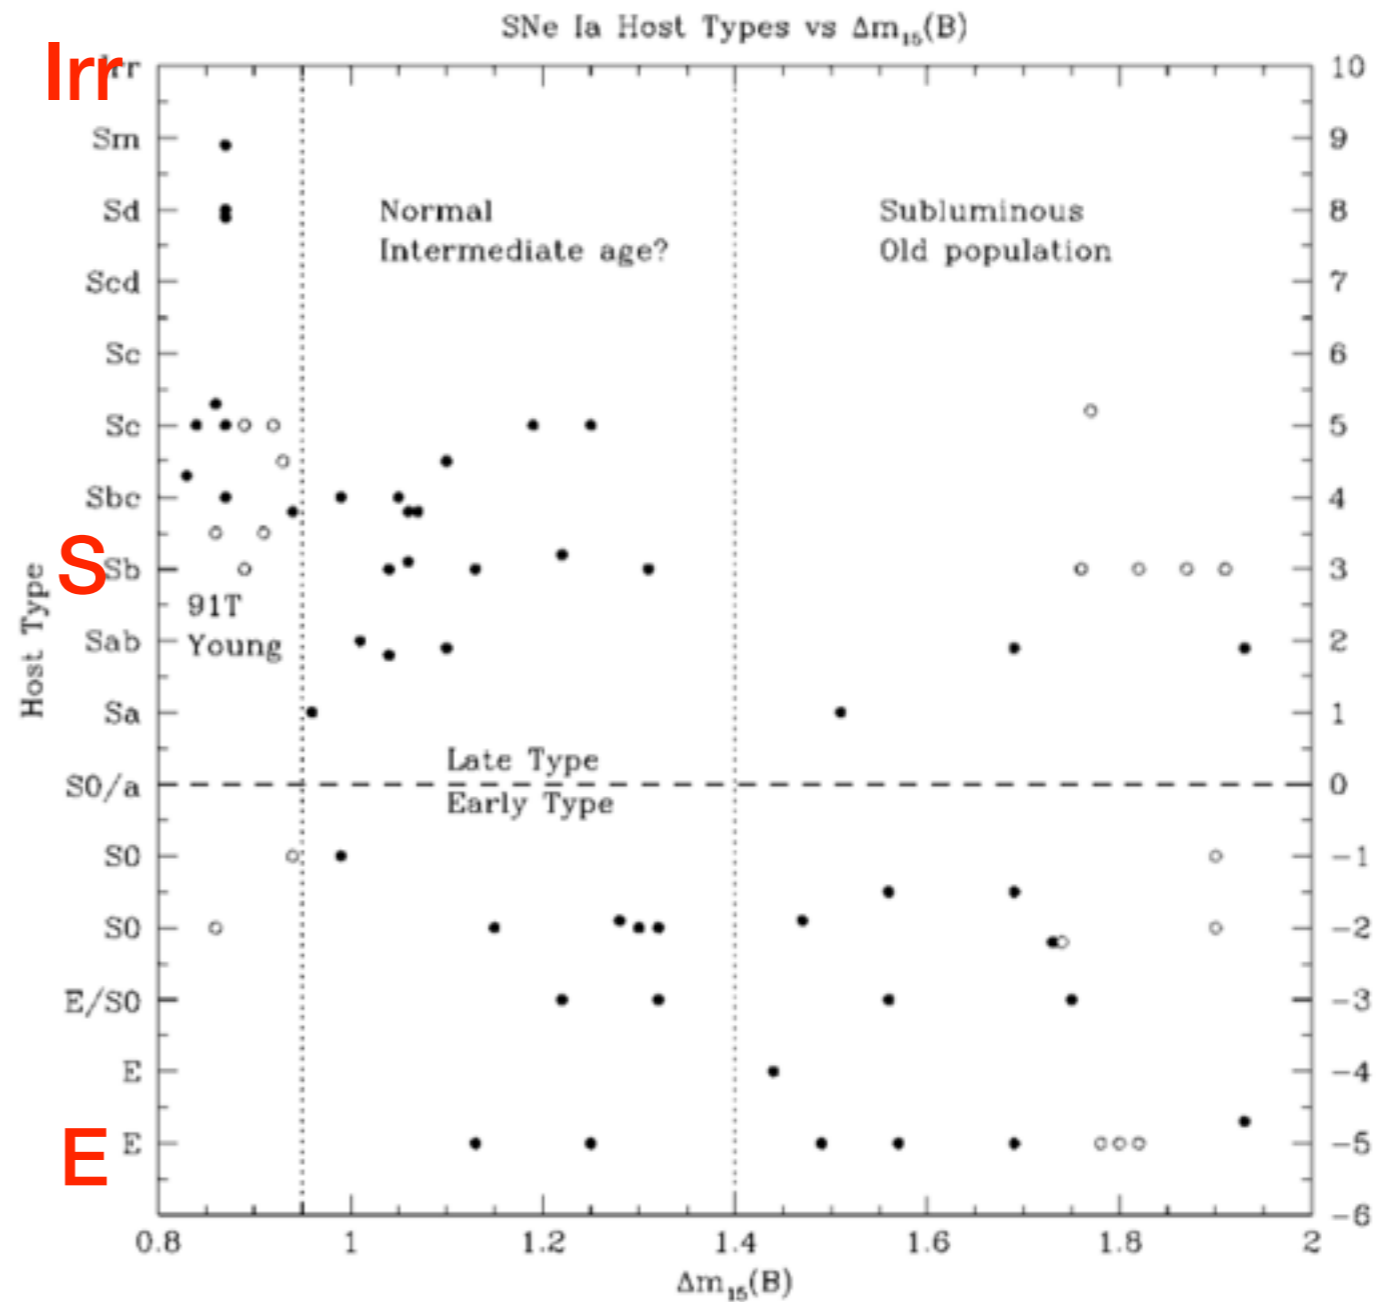 SNe Ia Host Types vs Δm₁₅(B)
Irr
Irr
10
Sm
9
Sd
8
Normal
Intermediate age?
Subluminous
Old population
Scd
7
Sc
6
Sc
5
Sbc
4
S
Sb
3
91T
Young
Sab
2
Sa
1
Late Type
S0/a
0
Early Type
S0
-1
S0
-2
E/S0
-3
E
-4
E
E
-5
-6
Host Type
0.8 1 1.2 1.4 1.6 1.8 2
Δm₁₅(B)